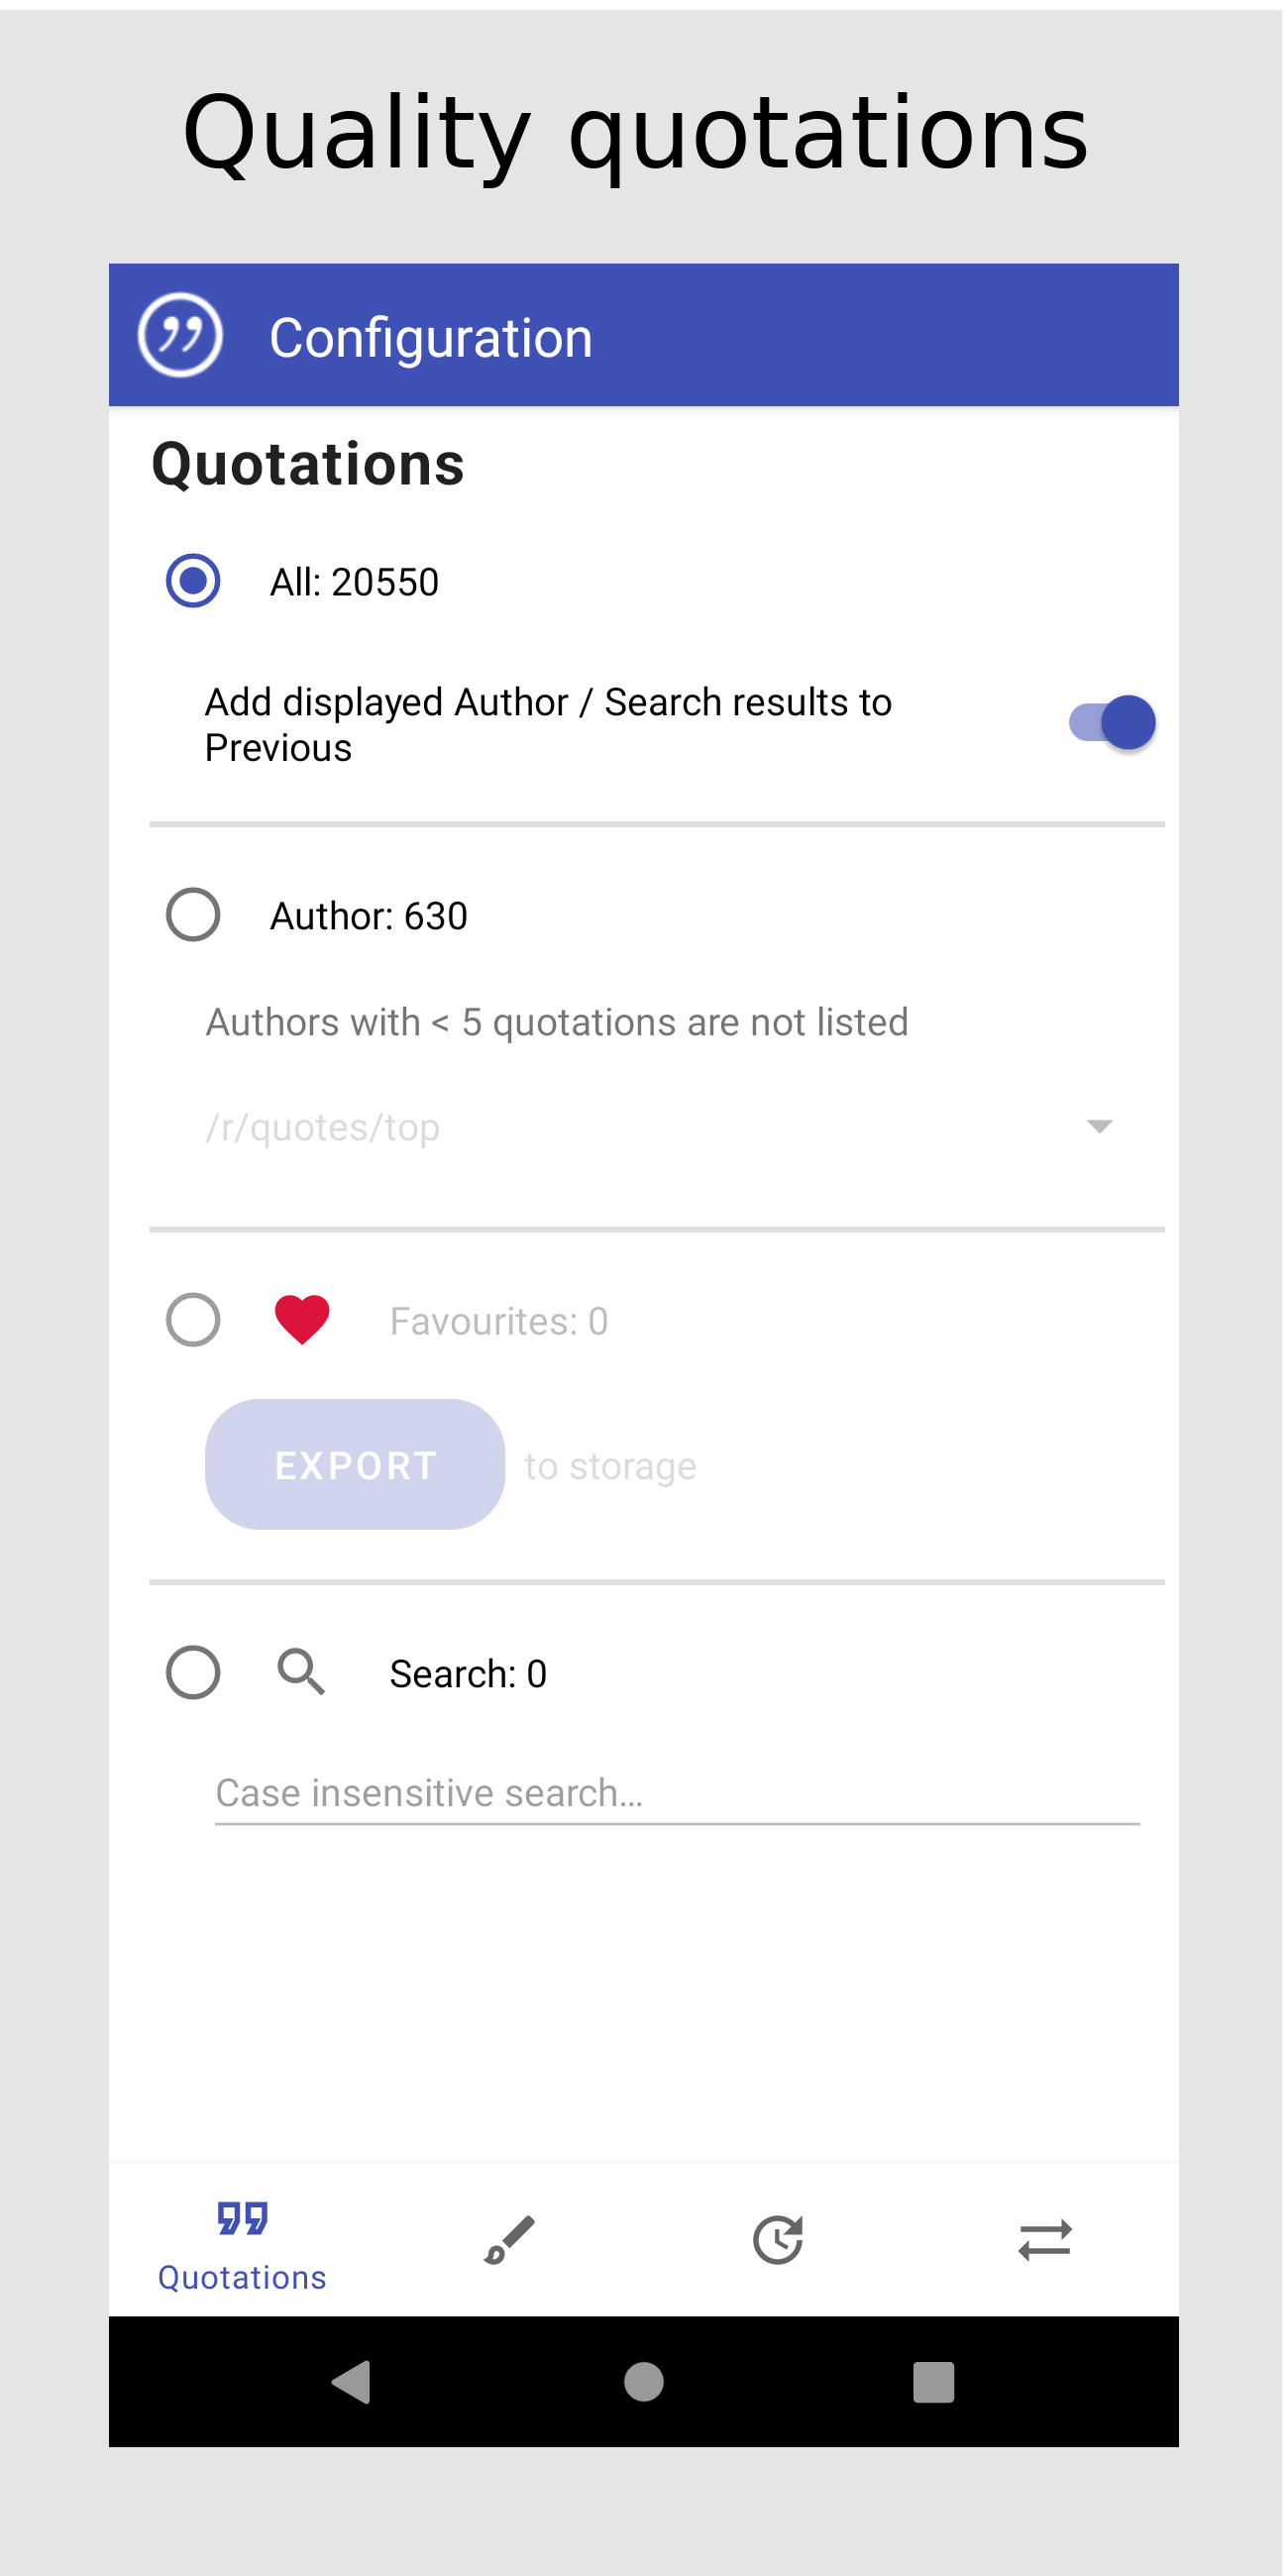 Quality quotations
Configuration
Quotations
All: 20550
Add displayed Author / Search results to
Previous
Author: 630
Authors with < 5 quotations are not listed
/r/quotes/top
Favourites: 0
EXPORT to storage
Search: 0
Case insensitive search...
Quotations